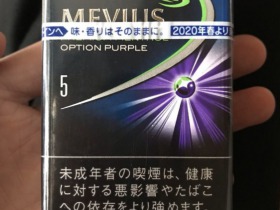 MEVIUS
ンへ 味・香りはそのままに。 2020年春より
OPTION PURPLE
5
未成年者の喫煙は、健康
に対する悪影響やたばこ
への依存をより強めます。